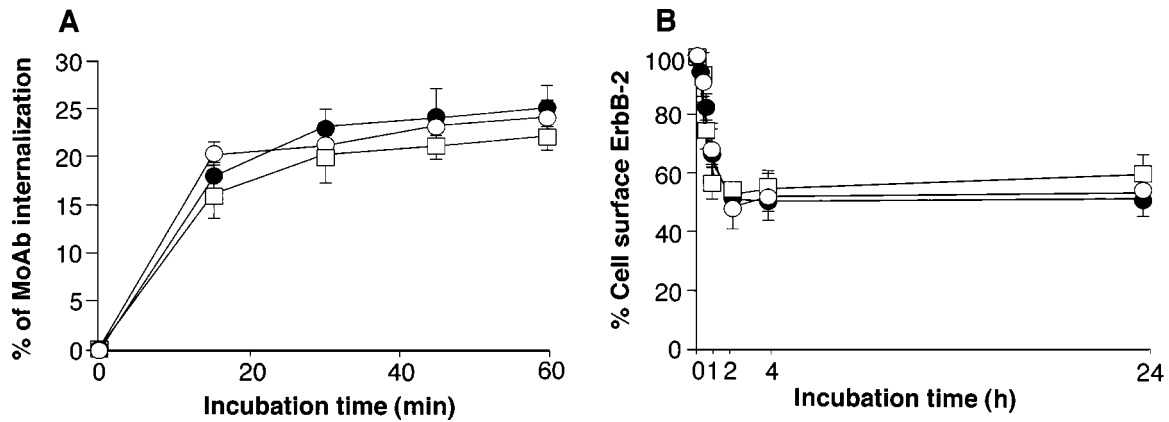 A
% of MoAb internalization
30
25
20
15
10
5
0
0 20 40 60
Incubation time (min)
B
% Cell surface ErbB-2
100
80
60
40
20
0
0 1 2 4 24
Incubation time (h)